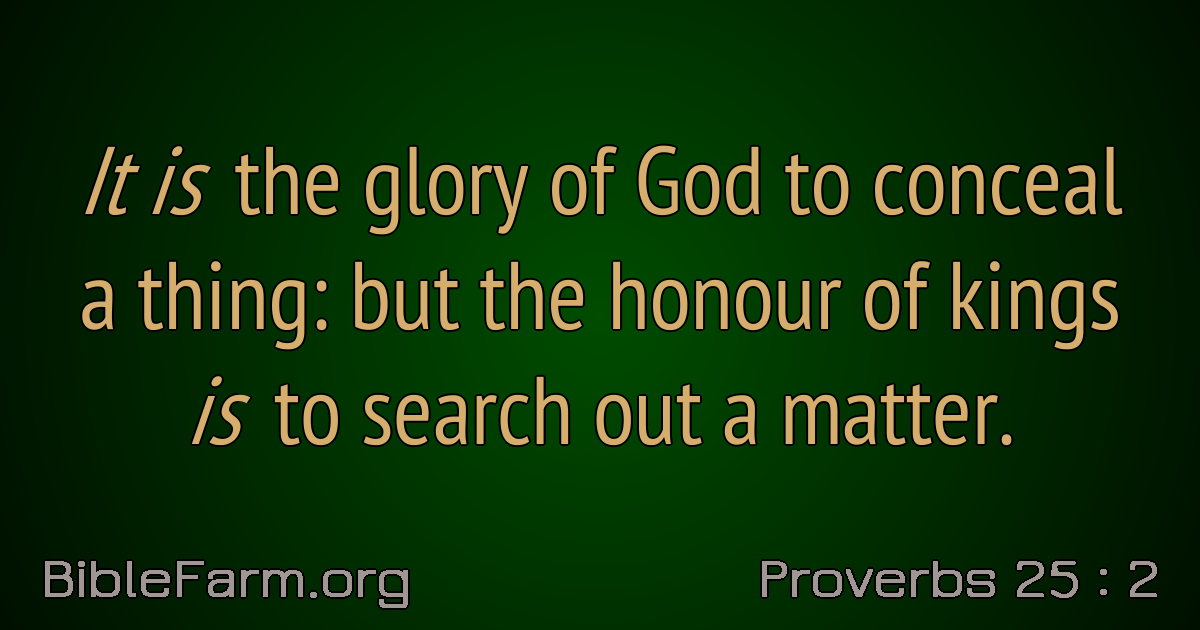 It is the glory of God to conceal
a thing: but the honour of kings
is to search out a matter.
BibleFarm.org
Proverbs 25 : 2